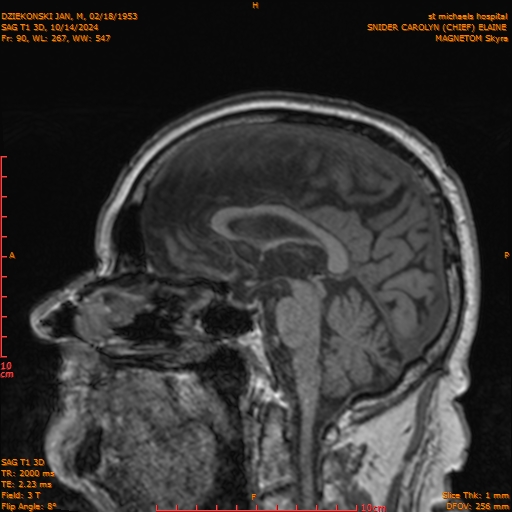 H
DZIEKONSKI JAN, M, 02/18/1953
SAG T1 3D, 10/14/2024
Fr: 90, WL: 267, WW: 547
st michaels hospital
SNIDER CAROLYN (CHIEF) ELAINE
MAGNETOM Skyra
A
P
10
cm
SAG T1 3D
TR: 2000 ms
TE: 2.23 ms
Field: 3 T
Flip Angle: 8°
F
10cm
Slice Thk: 1 mm
DFOV: 256 mm